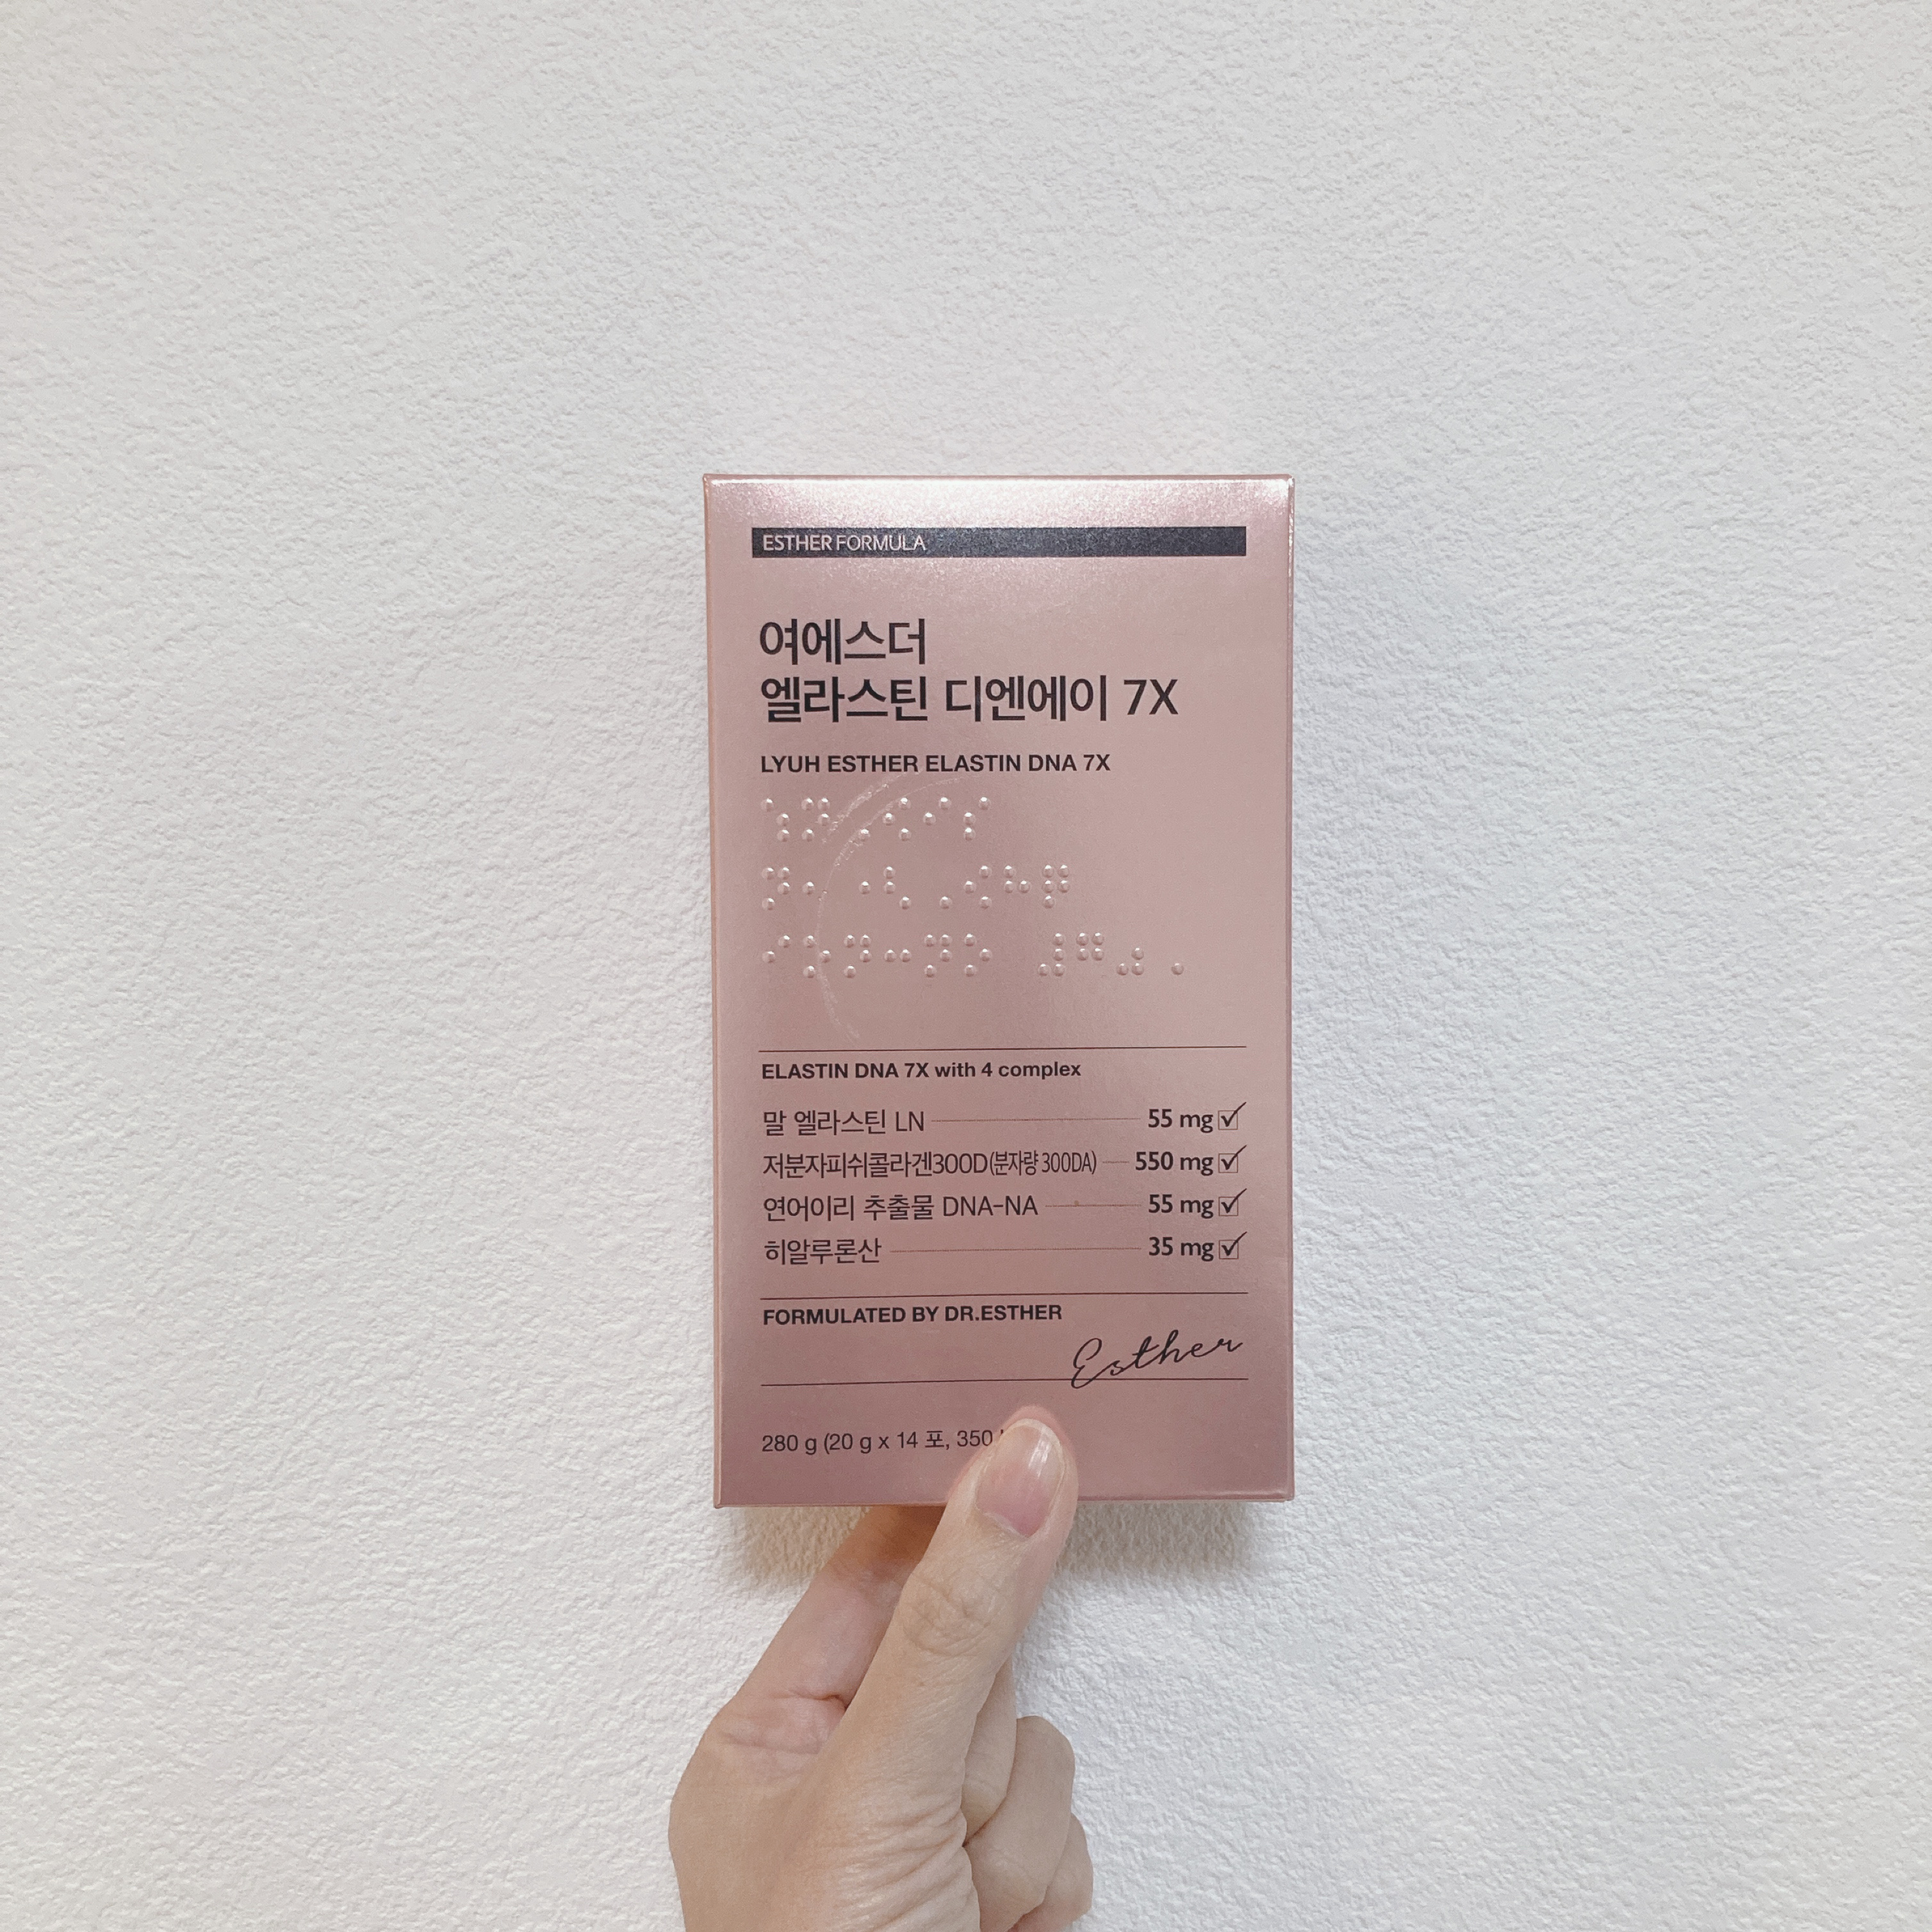 ESTHER FORMULA
여에스더
엘라스틴 디엔에이 7X
LYUH ESTHER ELASTIN DNA 7X
ELASTIN DNA 7X with 4 complex
말 엘라스틴 LN 55 mg
저분자피쉬콜라겐300D(분자량 300DA) 550 mg
연어이리 추출물 DNA-NA 55 mg
히알루론산 35 mg
FORMULATED BY DR.ESTHER
Esther
280 g (20 g x 14 포, 350